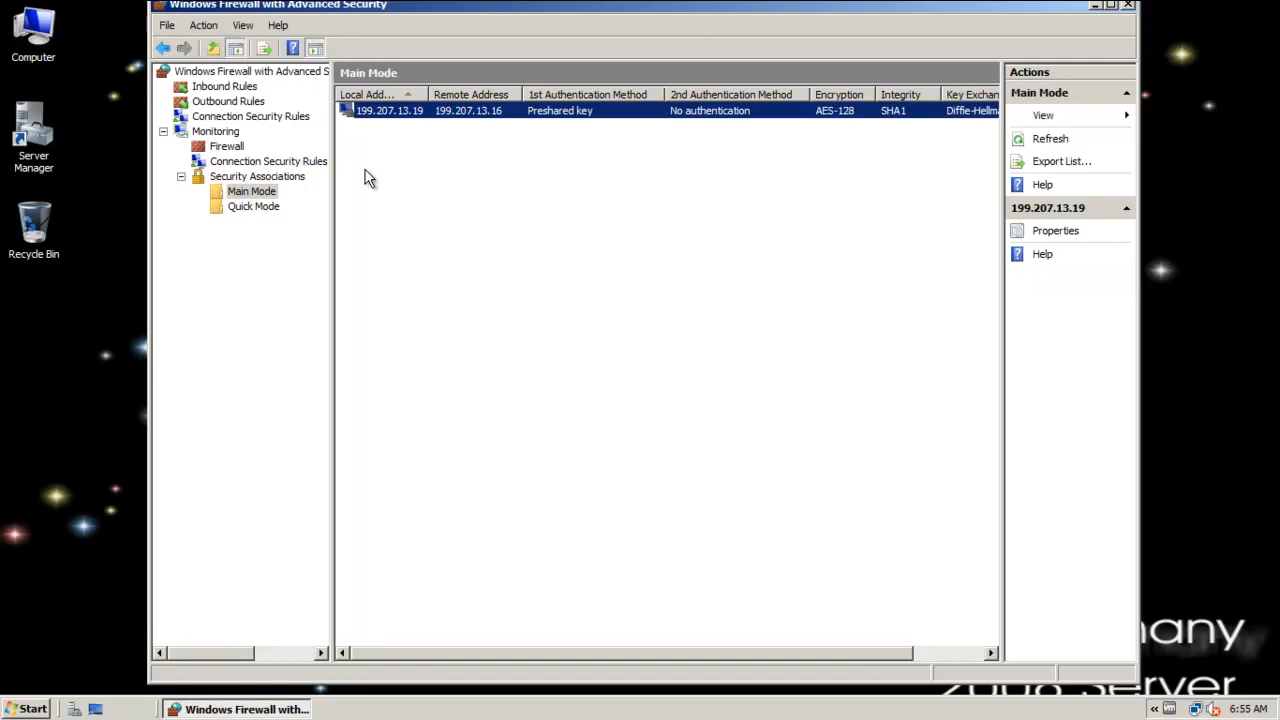 Windows Firewall with Advanced Security
File Action View Help
Computer
Server
Manager
Recycle Bin
Windows Firewall with Advanced S
Inbound Rules
Outbound Rules
Connection Security Rules
Monitoring
Firewall
Connection Security Rules
Security Associations
Main Mode
Quick Mode
Main Mode
Local Add... Remote Address 1st Authentication Method 2nd Authentication Method Encryption Integrity Key Exchan
199.207.13.19 199.207.13.16 Preshared key No authentication AES-128 SHA1 Diffie-Hellma
Actions
Main Mode
View
Refresh
Export List...
Help
199.207.13.19
Properties
Help
many
2008 Server
Start
Windows Firewall with...
6:55 AM